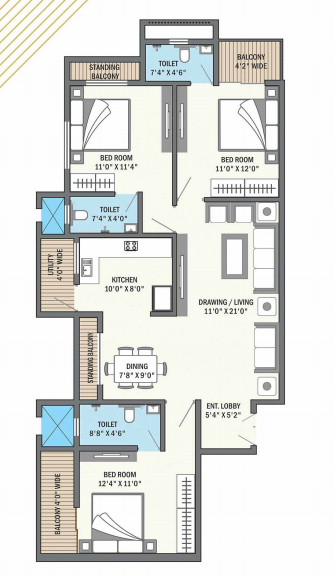 TOILET
7'4" X 4'6"
BALCONY
4'2" WIDE
STANDING
BALCONY
BED ROOM
11'0" X 11'4"
BED ROOM
11'0" X 12'0"
TOILET
7'4" X 4'0"
UTILITY
4'0" WIDE
KITCHEN
10'0" X 8'0"
DRAWING / LIVING
11'0" X 21'0"
STANDING BALCONY
DINING
7'8" X 9'0"
ENT. LOBBY
5'4" X 5'2"
TOILET
8'8" X 4'6"
BED ROOM
12'4" X 11'0"
BALCONY 4'0" WIDE